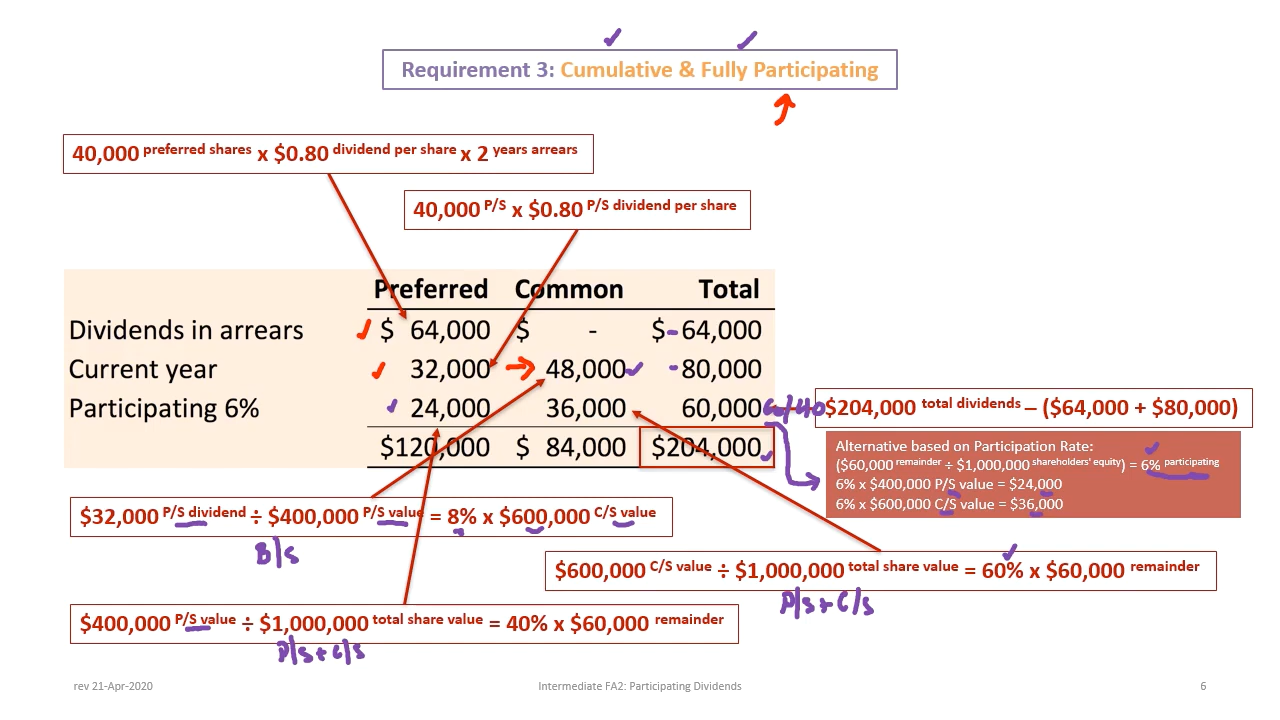 Requirement 3: Cumulative & Fully Participating
40,000 preferred shares x $0.80 dividend per share x 2 years arrears
40,000 P/S x $0.80 P/S dividend per share
Preferred Common Total
Dividends in arrears $ 64,000 $ - $ 64,000
Current year 32,000 48,000 80,000
Participating 6% 24,000 36,000 60,000 60/40
$120,000 $ 84,000 $204,000
$204,000 total dividends – ($64,000 + $80,000)
Alternative based on Participation Rate:
($60,000 remainder ÷ $1,000,000 shareholders' equity) = 6% participating
6% x $400,000 P/S value = $24,000
6% x $600,000 C/S value = $36,000
$32,000 P/S dividend ÷ $400,000 P/S value = 8% x $600,000 C/S value
B/S
$600,000 C/S value ÷ $1,000,000 total share value = 60% x $60,000 remainder
P/S + C/S
$400,000 P/S value ÷ $1,000,000 total share value = 40% x $60,000 remainder
P/S + C/S
rev 21-Apr-2020 Intermediate FA2: Participating Dividends 6